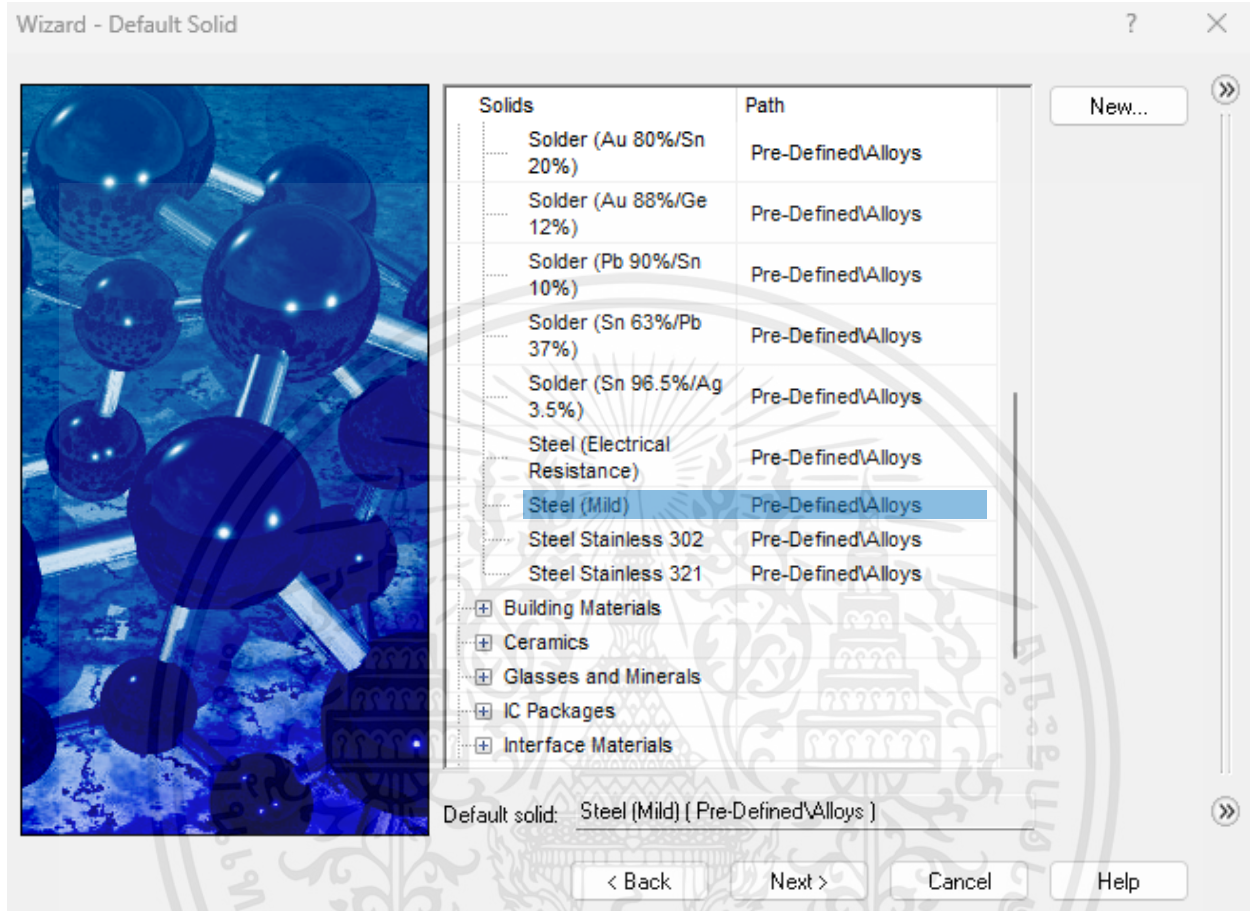 Wizard - Default Solid
?
Solids Path
Solder (Au 80%/Sn
20%) Pre-Defined\Alloys
Solder (Au 88%/Ge
12%) Pre-Defined\Alloys
Solder (Pb 90%/Sn
10%) Pre-Defined\Alloys
Solder (Sn 63%/Pb
37%) Pre-Defined\Alloys
Solder (Sn 96.5%/Ag
3.5%) Pre-Defined\Alloys
Steel (Electrical
Resistance) Pre-Defined\Alloys
Steel (Mild) Pre-Defined\Alloys
Steel Stainless 302 Pre-Defined\Alloys
Steel Stainless 321 Pre-Defined\Alloys
Building Materials
Ceramics
Glasses and Minerals
IC Packages
Interface Materials
New...
Default solid: Steel (Mild) ( Pre-Defined\Alloys )
< Back Next > Cancel Help